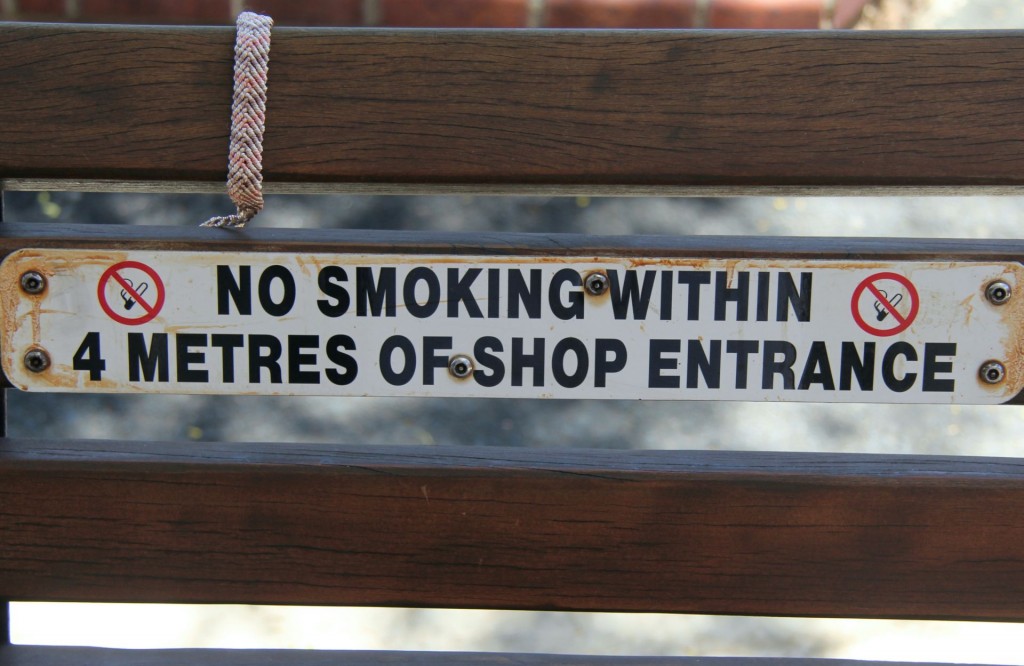 NO SMOKING WITHIN
4 METRES OF SHOP ENTRANCE